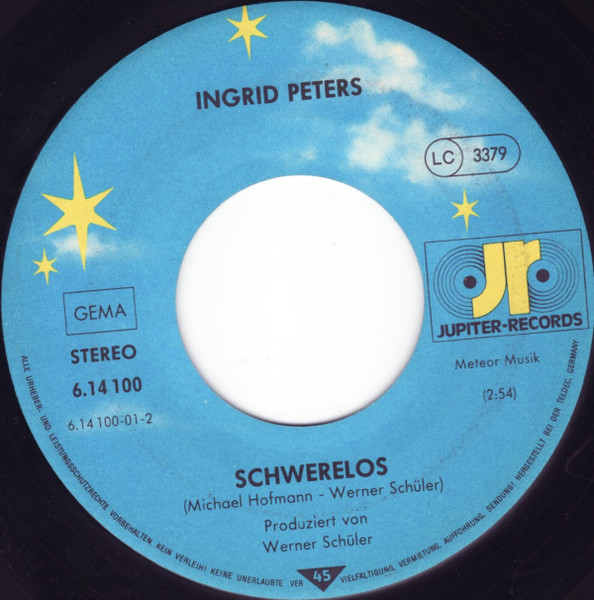 INGRID PETERS
LC 3379
jr
JUPITER-RECORDS
GEMA
STEREO
6.14 100
6.14 100-01-2
Meteor Musik
(2:54)
SCHWERELOS
(Michael Hofmann - Werner Schüler)
Produziert von
Werner Schüler
ALLE URHEBER- UND LEISTUNGSSCHUTZRECHTE VORBEHALTEN. KEIN VERLEIH! KEINE UNERLAUBTE VER 45 VIELFALTIGUNG, VERMIETUNG, AUFFÜHRUNG, SENDUNG! HERGESTELLT BEI DER TELDEC, GERMANY